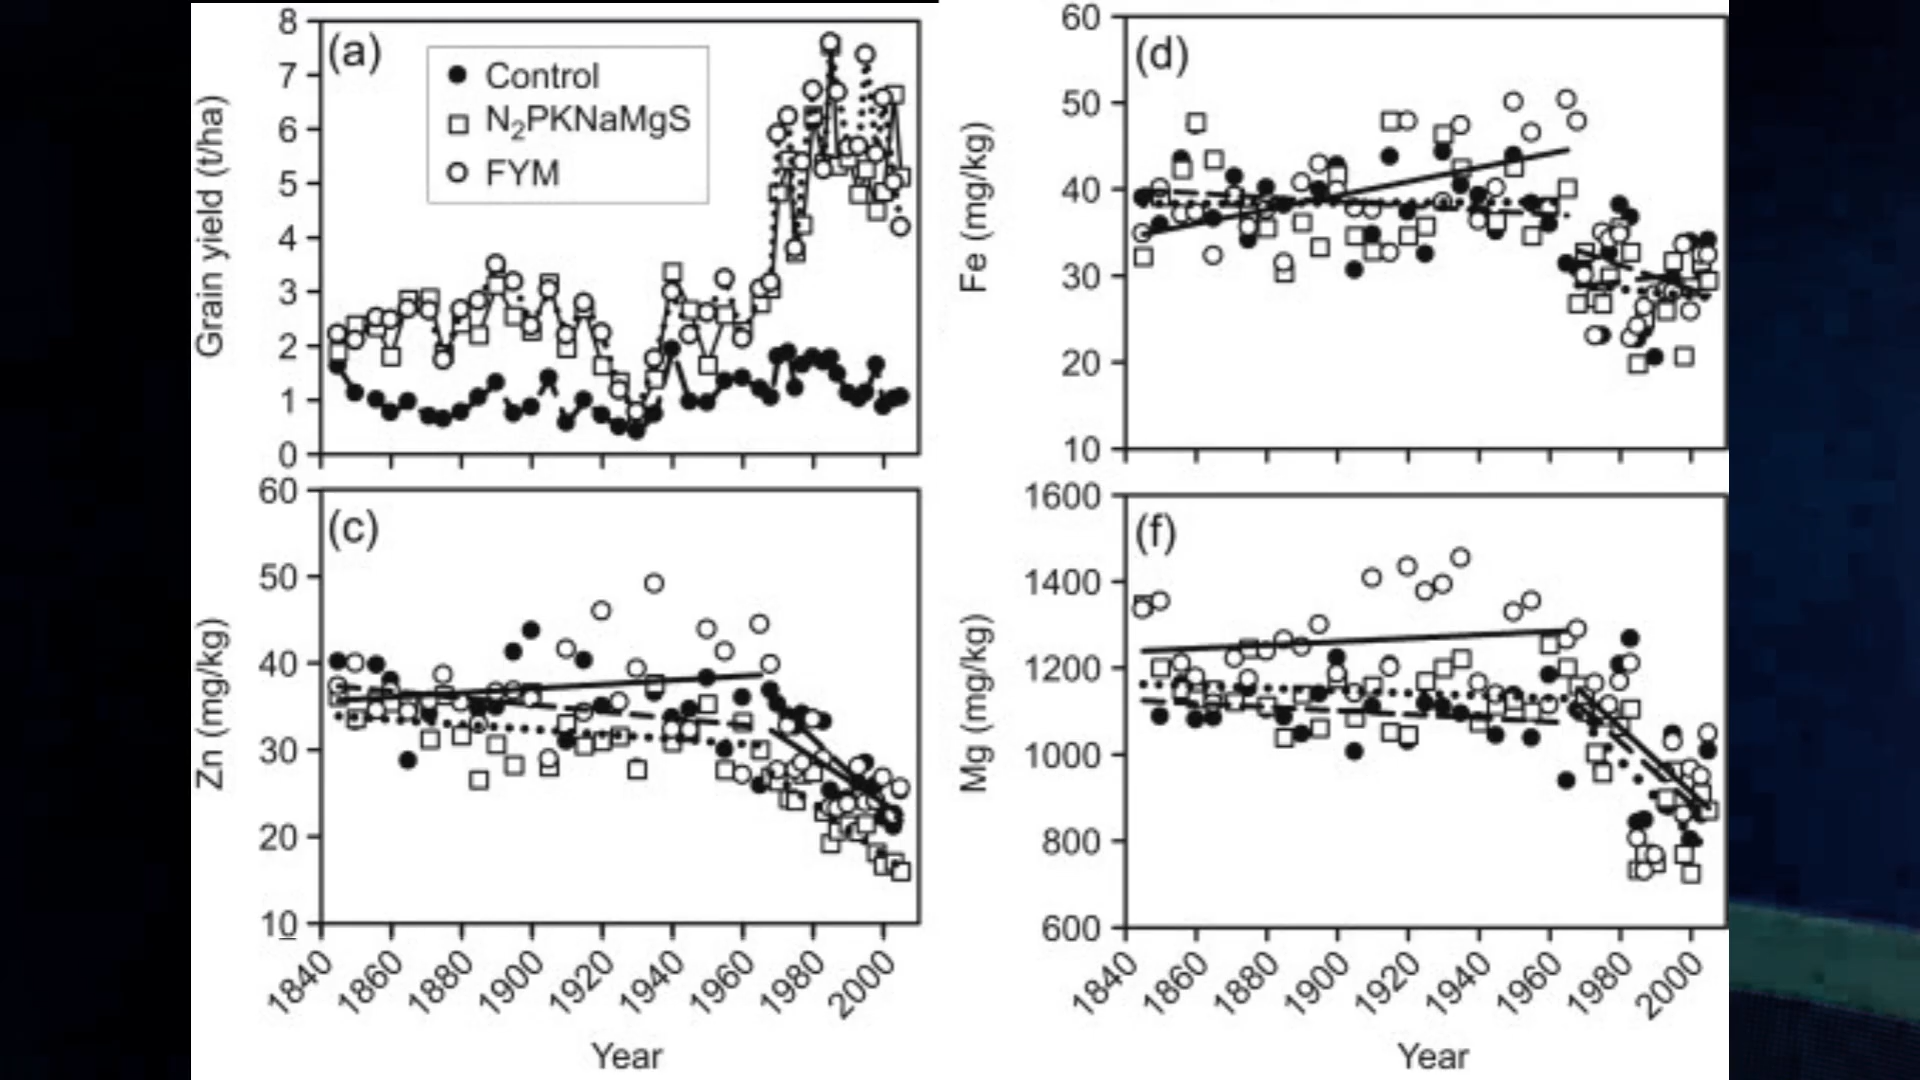 (a)
Control
N₂PKNaMgS
FYM
Grain yield (t/ha)
8
7
6
5
4
3
2
1
0
(d)
Fe (mg/kg)
60
50
40
30
20
10
(c)
Zn (mg/kg)
60
50
40
30
20
10
1840 1860 1880 1900 1920 1940 1960 1980 2000
Year
(f)
Mg (mg/kg)
1600
1400
1200
1000
800
600
1840 1860 1880 1900 1920 1940 1960 1980 2000
Year